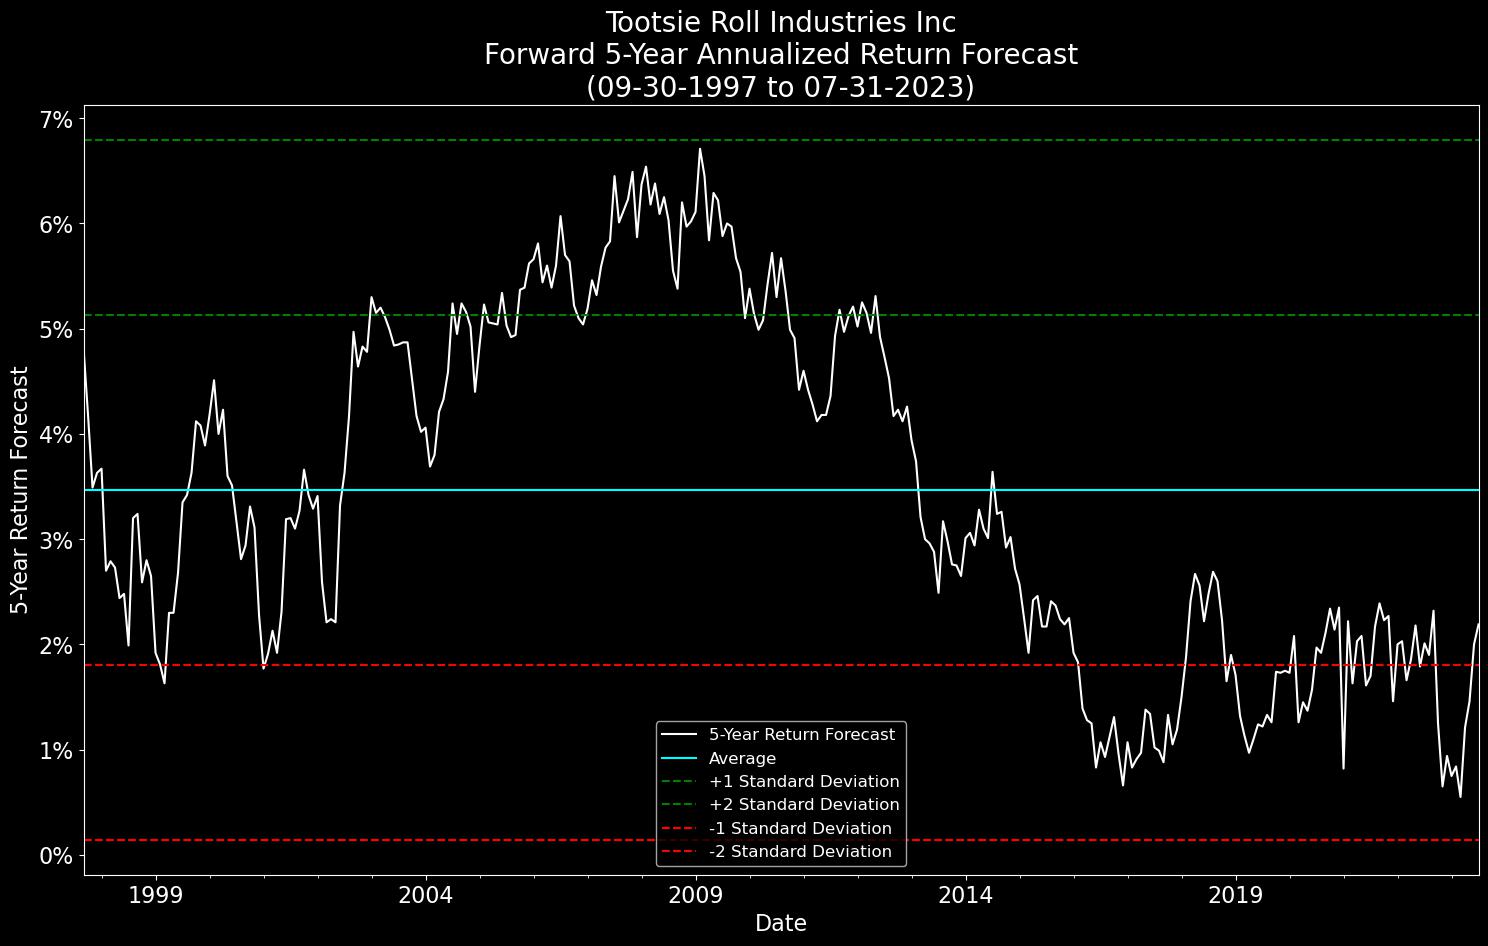 Tootsie Roll Industries Inc
Forward 5-Year Annualized Return Forecast
(09-30-1997 to 07-31-2023)
7%
6%
5%
4%
3%
2%
1%
0%
5-Year Return Forecast
5-Year Return Forecast
Average
+1 Standard Deviation
+2 Standard Deviation
-1 Standard Deviation
-2 Standard Deviation
1999
2004
2009
2014
2019
Date